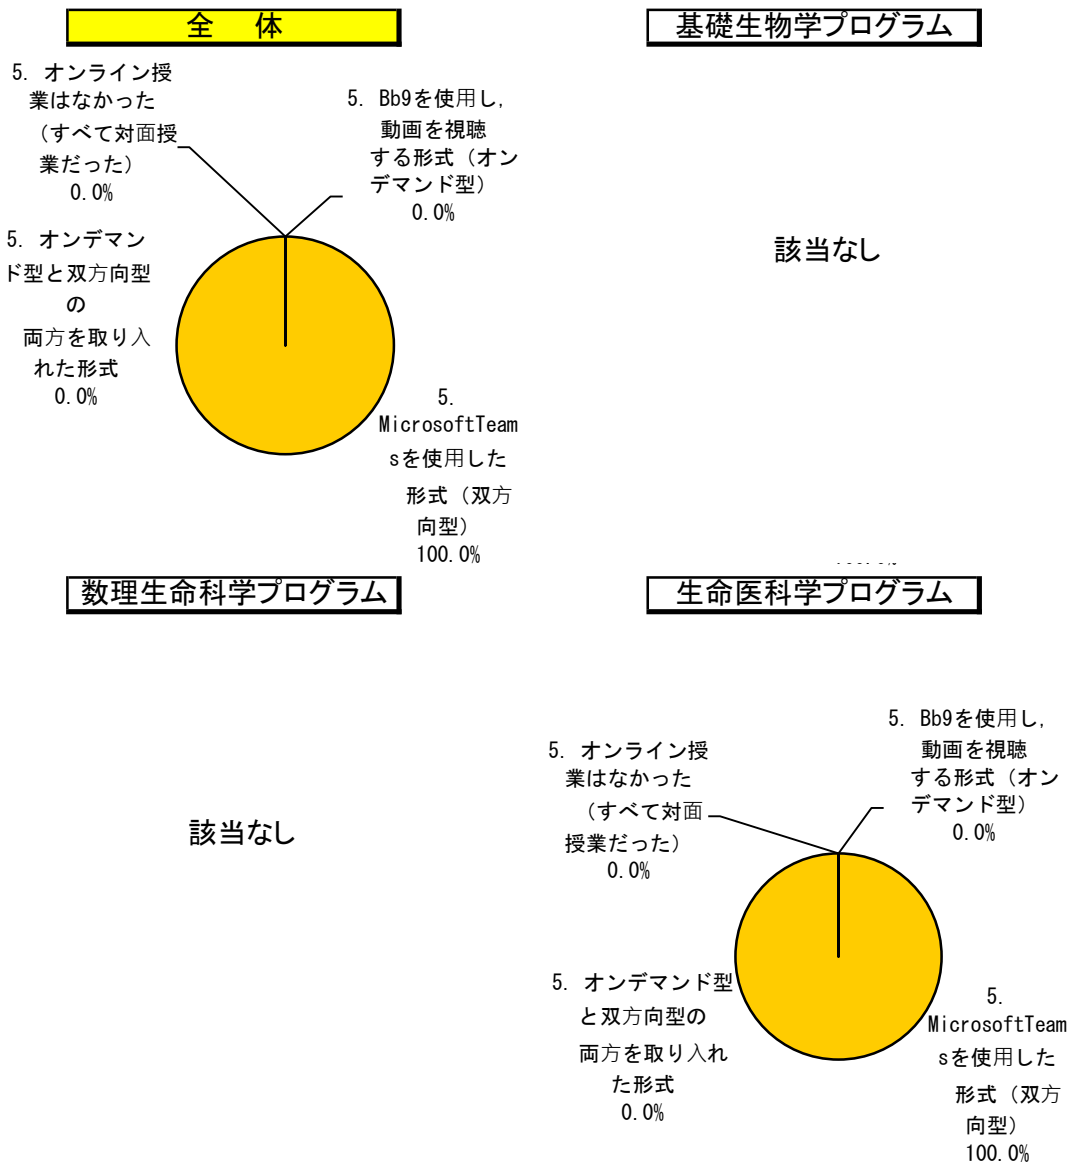 全 体
5. オンライン授
業はなかった
（すべて対面授
業だった）
0.0%
5. Bb9を使用し,
動画を視聴
する形式（オン
デマンド型）
0.0%
5. オンデマン
ド型と双方向型
の
両方を取り入
れた形式
0.0%
5.
MicrosoftTeam
sを使用した
形式（双方
向型）
100.0%
基礎生物学プログラム
該当なし
数理生命科学プログラム
該当なし
生命医科学プログラム
5. オンライン授
業はなかった
（すべて対面
授業だった）
0.0%
5. Bb9を使用し,
動画を視聴
する形式（オン
デマンド型）
0.0%
5. オンデマンド型
と双方向型の
両方を取り入れ
た形式
0.0%
5.
MicrosoftTeam
sを使用した
形式（双方
向型）
100.0%